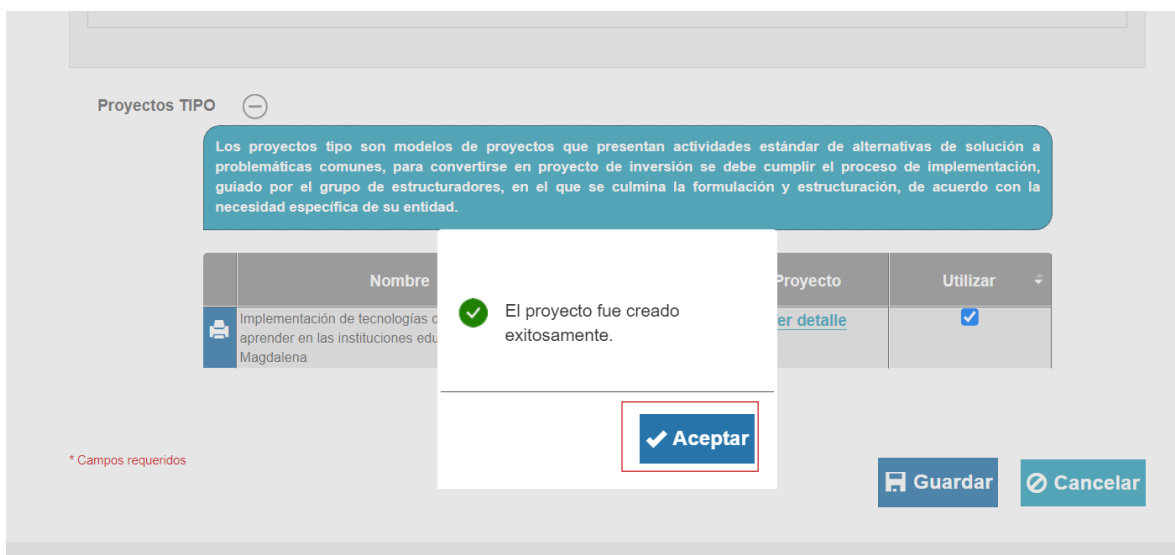 Proyectos TIPO
Los proyectos tipo son modelos de proyectos que presentan actividades estándar de alternativas de solución a
problemáticas comunes, para convertirse en proyecto de inversión se debe cumplir el proceso de implementación,
guiado por el grupo de estructuradores, en el que se culmina la formulación y estructuración, de acuerdo con la
necesidad específica de su entidad.
Nombre Proyecto Utilizar
Implementación de tecnologías
aprender en las instituciones
Magdalena
detalle
El proyecto fue creado
exitosamente.
Aceptar
* Campos requeridos
Guardar Cancelar